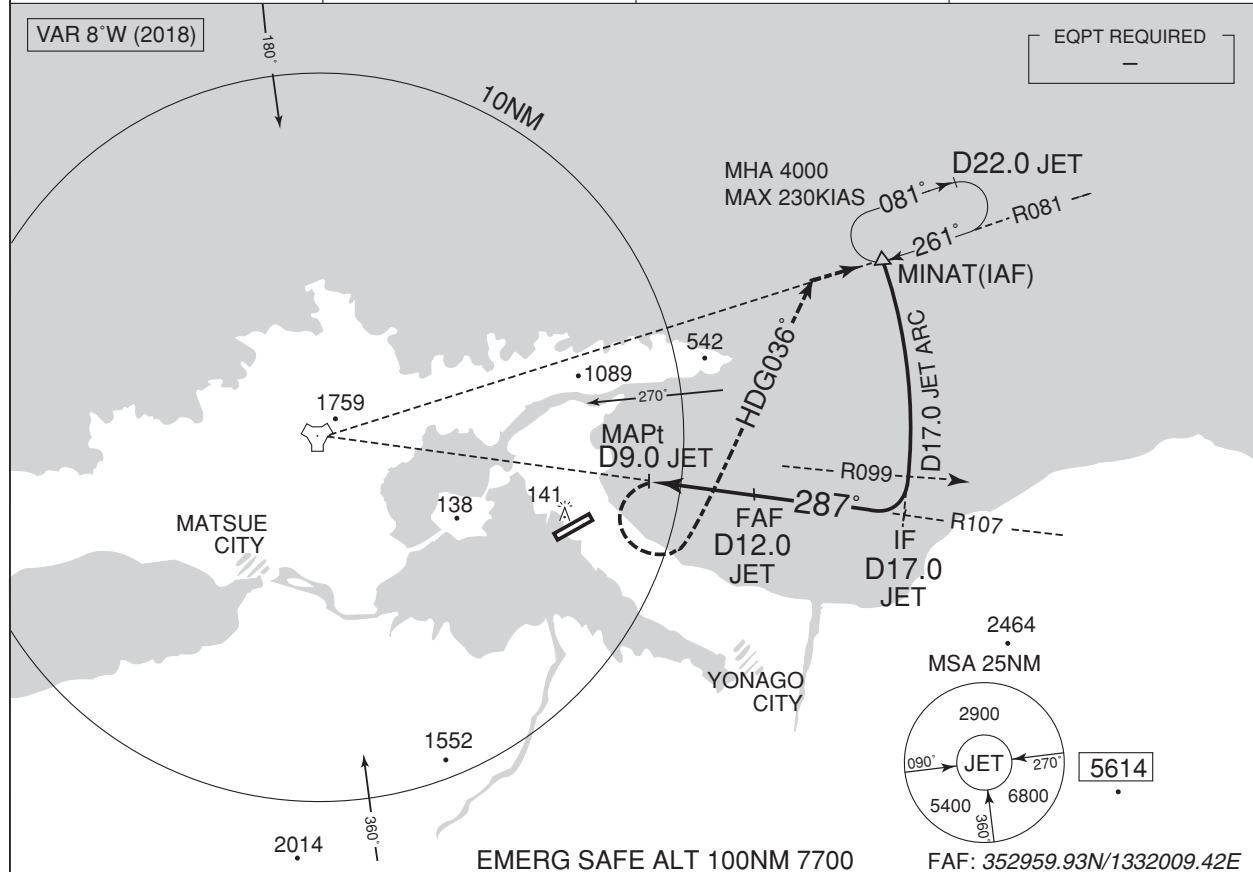 VAR 8°W (2018)
180°
EQPT REQUIRED
–
10NM
MHA 4000
MAX 230KIAS
D22.0 JET
081°
261°
R081
MINAT(IAF)
HDG036°
D17.0 JET ARC
542
1089
270°
1759
MAPt
D9.0 JET
R099
287°
141
138
FAF
D12.0
JET
IF
D17.0
JET
R107
MATSUE
CITY
YONAGO
CITY
2464
MSA 25NM
2900
090°
JET
270°
5400
6800
360°
5614
1552
360°
2014
EMERG SAFE ALT 100NM 7700
FAF: 352959.93N/1332009.42E